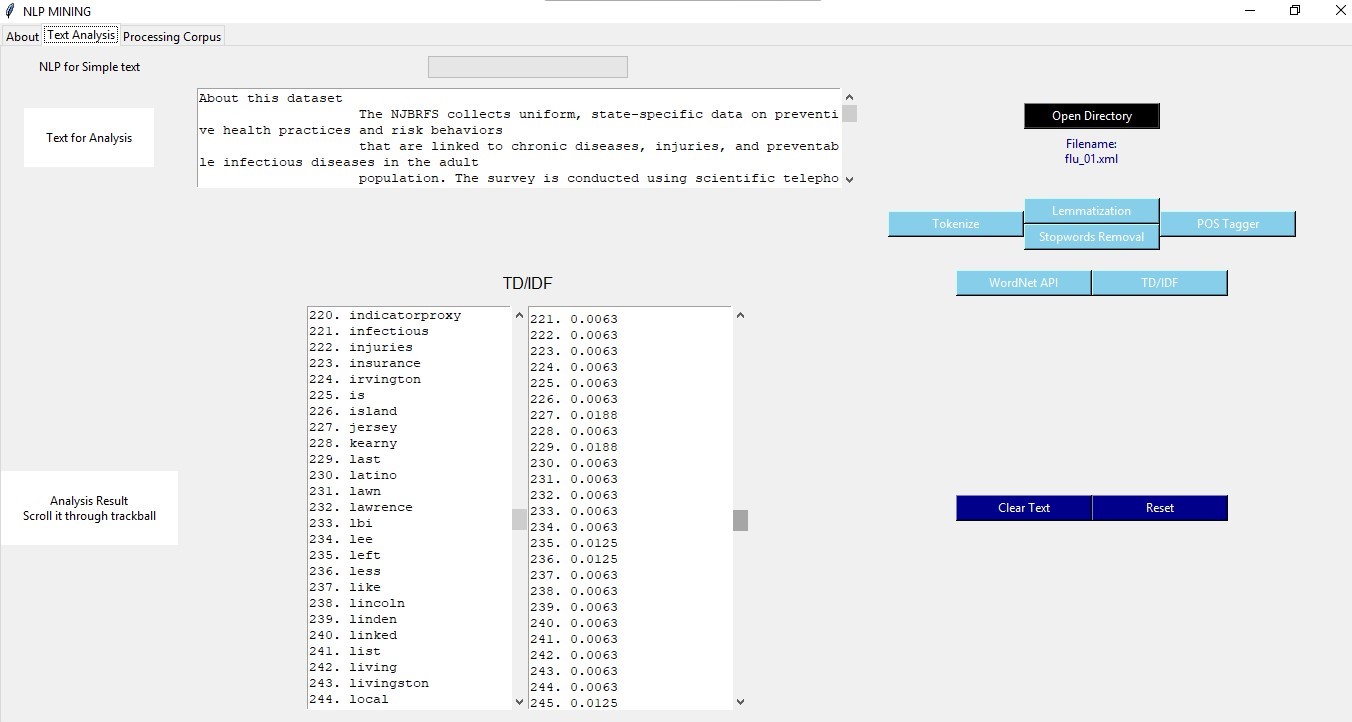 NLP MINING
About Text Analysis Processing Corpus
NLP for Simple text
Text for Analysis
About this dataset
The NJBRFS collects uniform, state-specific data on preventi
ve health practices and risk behaviors
that are linked to chronic diseases, injuries, and preventab
le infectious diseases in the adult
population. The survey is conducted using scientific telepho
Open Directory
Filename:
flu_01.xml
Tokenize
Lemmatization
Stopwords Removal
POS Tagger
WordNet API
TD/IDF
TD/IDF
220. indicatorproxy
221. infectious
222. injuries
223. insurance
224. irvington
225. is
226. island
227. jersey
228. kearny
229. last
230. latino
231. lawn
232. lawrence
233. lbi
234. lee
235. left
236. less
237. like
238. lincoln
239. linden
240. linked
241. list
242. living
243. livingston
244. local
221. 0.0063
222. 0.0063
223. 0.0063
224. 0.0063
225. 0.0063
226. 0.0063
227. 0.0188
228. 0.0063
229. 0.0188
230. 0.0063
231. 0.0063
232. 0.0063
233. 0.0063
234. 0.0063
235. 0.0125
236. 0.0125
237. 0.0063
238. 0.0063
239. 0.0063
240. 0.0063
241. 0.0063
242. 0.0063
243. 0.0063
244. 0.0063
245. 0.0125
Analysis Result
Scroll it through trackball
Clear Text
Reset